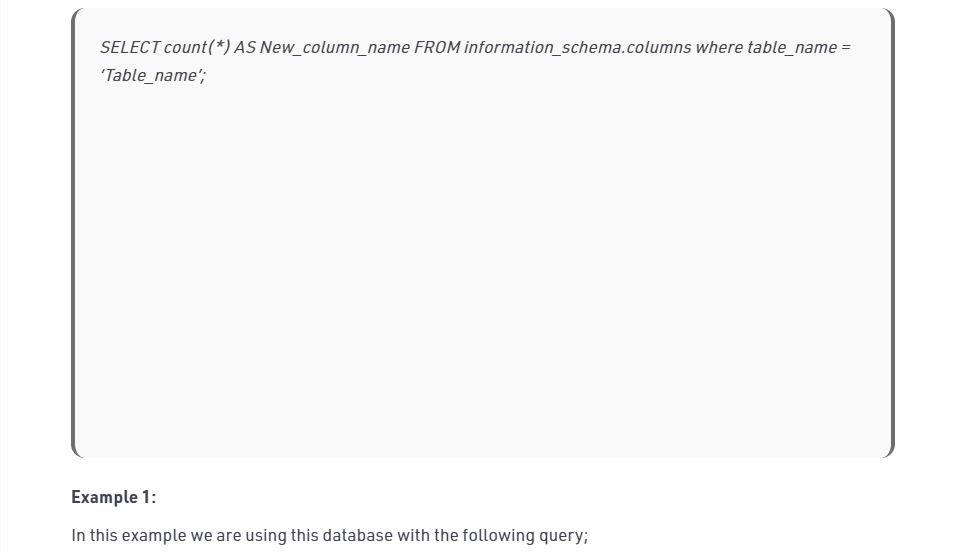 SELECT count(*) AS New_column_name FROM information_schema.columns where table_name =
‘Table_name’;
Example 1:
In this example we are using this database with the following query;